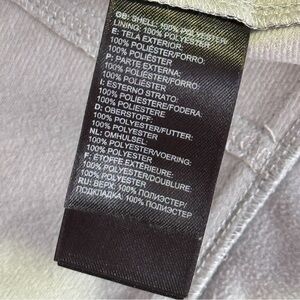 GB: SHELL: 100% POLYESTER/
LINING: 100% POLYESTER
E: TELA EXTERIOR:
100% POLIÉSTER/FORRO:
100% POLIÉSTER
P: PARTE EXTERNA:
100% POLIÉSTER/FORRO:
100% POLIÉSTER
I: ESTERNO STRATO:
100% POLIESTERE/FODERA:
100% POLIESTERE
D: OBERSTOFF:
100% POLYESTER/FUTTER:
100% POLYESTER
NL: OMHULSEL:
100% POLYESTER/VOERING:
100% POLYESTER
F: ÉTOFFE EXTÉRIEURE:
100% POLYESTER/DOUBLURE:
100% POLYESTER
RU: ВЕРХ: 100% ПОЛИЭСТЕР/
ПОДКЛАДКА: 100% ПОЛИЭСТЕР